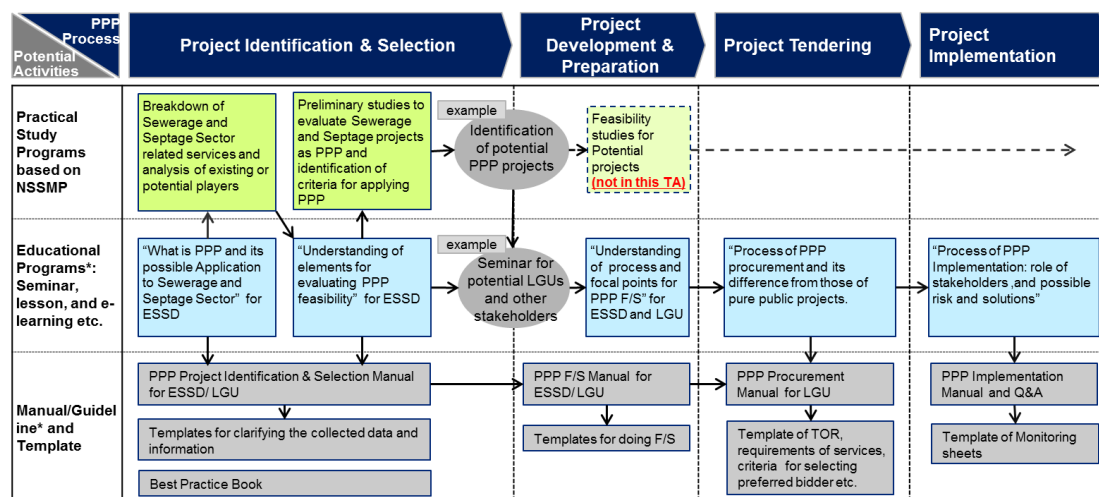 PPP
Process
Potential
Activities
Project Identification & Selection
Project
Development &
Preparation
Project Tendering
Project
Implementation
Practical
Study
Programs
based on
NSSMP
Breakdown of
Sewerage and
Septage Sector
related services and
analysis of existing or
potential players
Preliminary studies to
evaluate Sewerage
and Septage projects
as PPP and
identification of
criteria for applying
PPP
example
Identification
of potential
PPP projects
Feasibility
studies for
Potential
projects
(not in this TA)
Educational
Programs*:
Seminar,
lesson, and e-
learning etc.
“What is PPP and its
possible Application
to Sewerage and
Septage Sector” for
ESSD
“Understanding of
elements for
evaluating PPP
feasibility” for ESSD
example
Seminar for
potential LGUs
and other
stakeholders
“Understanding
of process and
focal points for
PPP F/S” for
ESSD and LGU
“Process of PPP
procurement and its
difference from those of
pure public projects.
“Process of PPP
Implementation: role of
stakeholders ,and possible
risk and solutions”
Manual/Guidel
ine* and
Template
PPP Project Identification & Selection Manual
for ESSD/ LGU
Templates for clarifying the collected data and
information
Best Practice Book
PPP F/S Manual for
ESSD/ LGU
Templates for doing F/S
PPP Procurement
Manual for LGU
Template of TOR,
requirements of services,
criteria for selecting
preferred bidder etc.
PPP Implementation
Manual and Q&A
Template of Monitoring
sheets